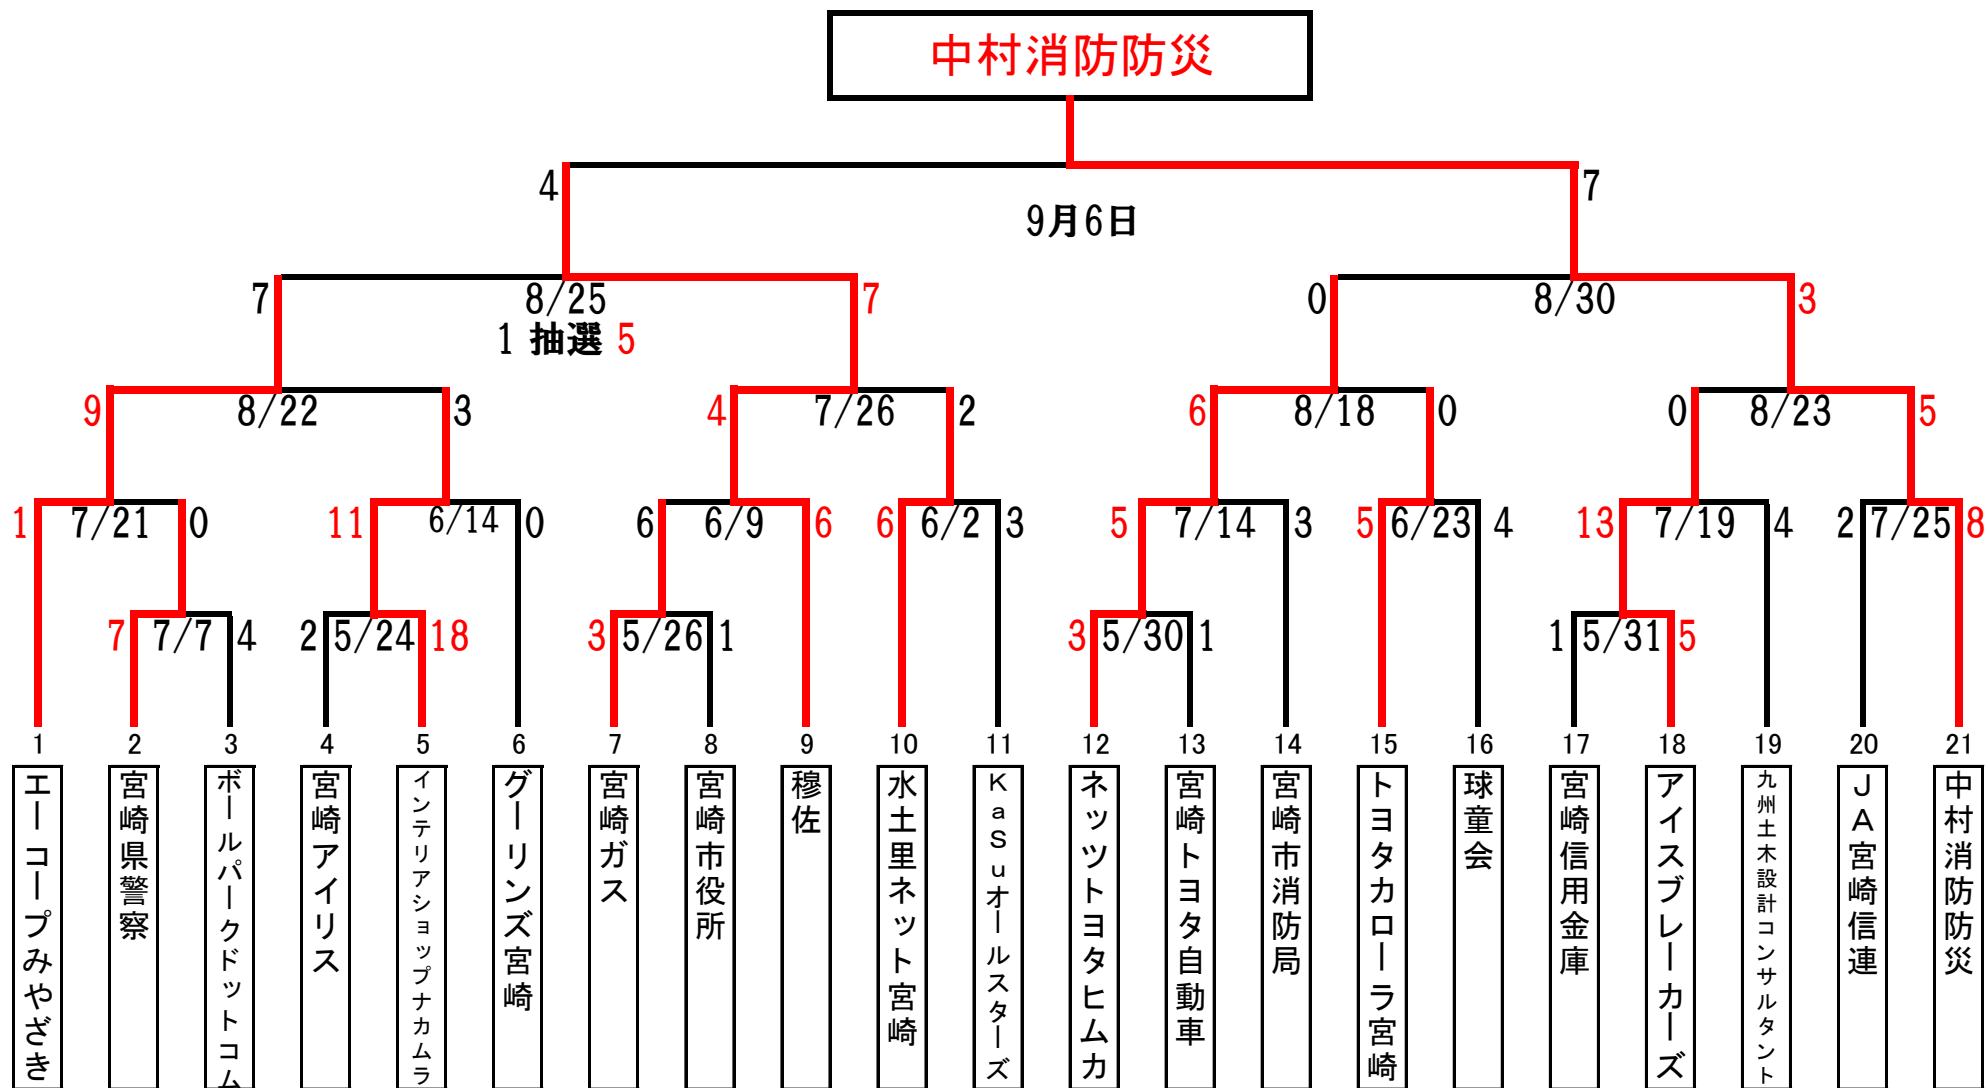 中村消防防災
4 7
9月6日
7 8/25 7 0 8/30 3
1 抽選 5
9 8/22 3 4 7/26 2 6 8/18 0 0 8/23 5
1 7/21 0 11 6/14 0 6 6/9 6 6 6/2 3 5 7/14 3 5 6/23 4 13 7/19 4 2 7/25 8
7 7/7 4 2 5/24 18 3 5/26 1 3 5/30 1 1 5/31 5
1 2 3 4 5 6 7 8 9 10 11 12 13 14 15 16 17 18 19 20 21
エーコープみやざき
宮崎県警察
ボールパークドットコム
宮崎アイリス
インテリアショップナカムラ
グーリンズ宮崎
宮崎ガス
宮崎市役所
穆佐
水土里ネット宮崎
KaSuオールスターズ
ネッツトヨタヒムカ
宮崎トヨタ自動車
宮崎市消防局
トヨタカローラ宮崎
球童会
宮崎信用金庫
アイスブレーカーズ
九州土木設計コンサルタント
JA宮崎信連
中村消防防災